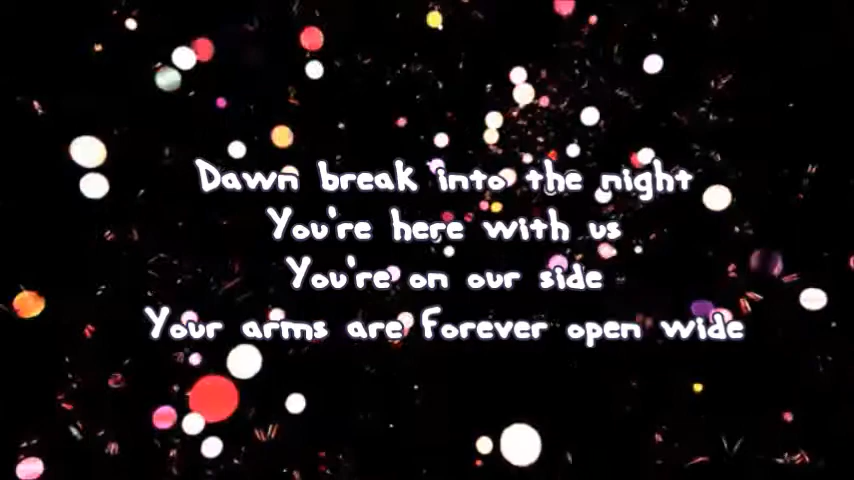 Dawn break into the night
You're here with us
You're on our side
Your arms are forever open wide